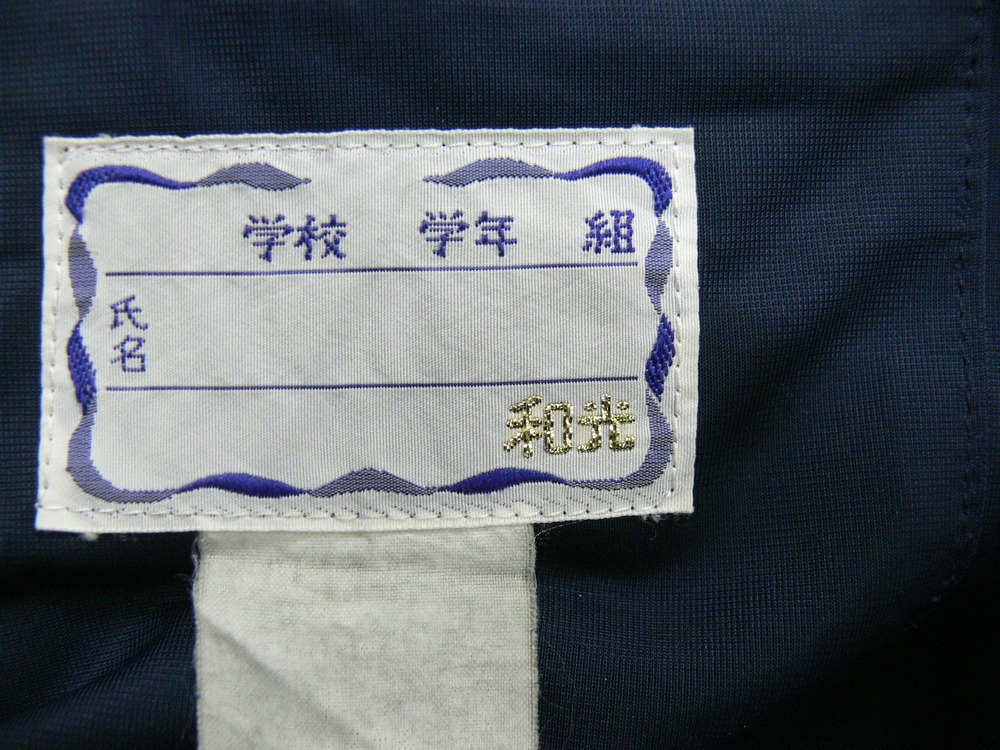 学校 学年 組
氏名
和光